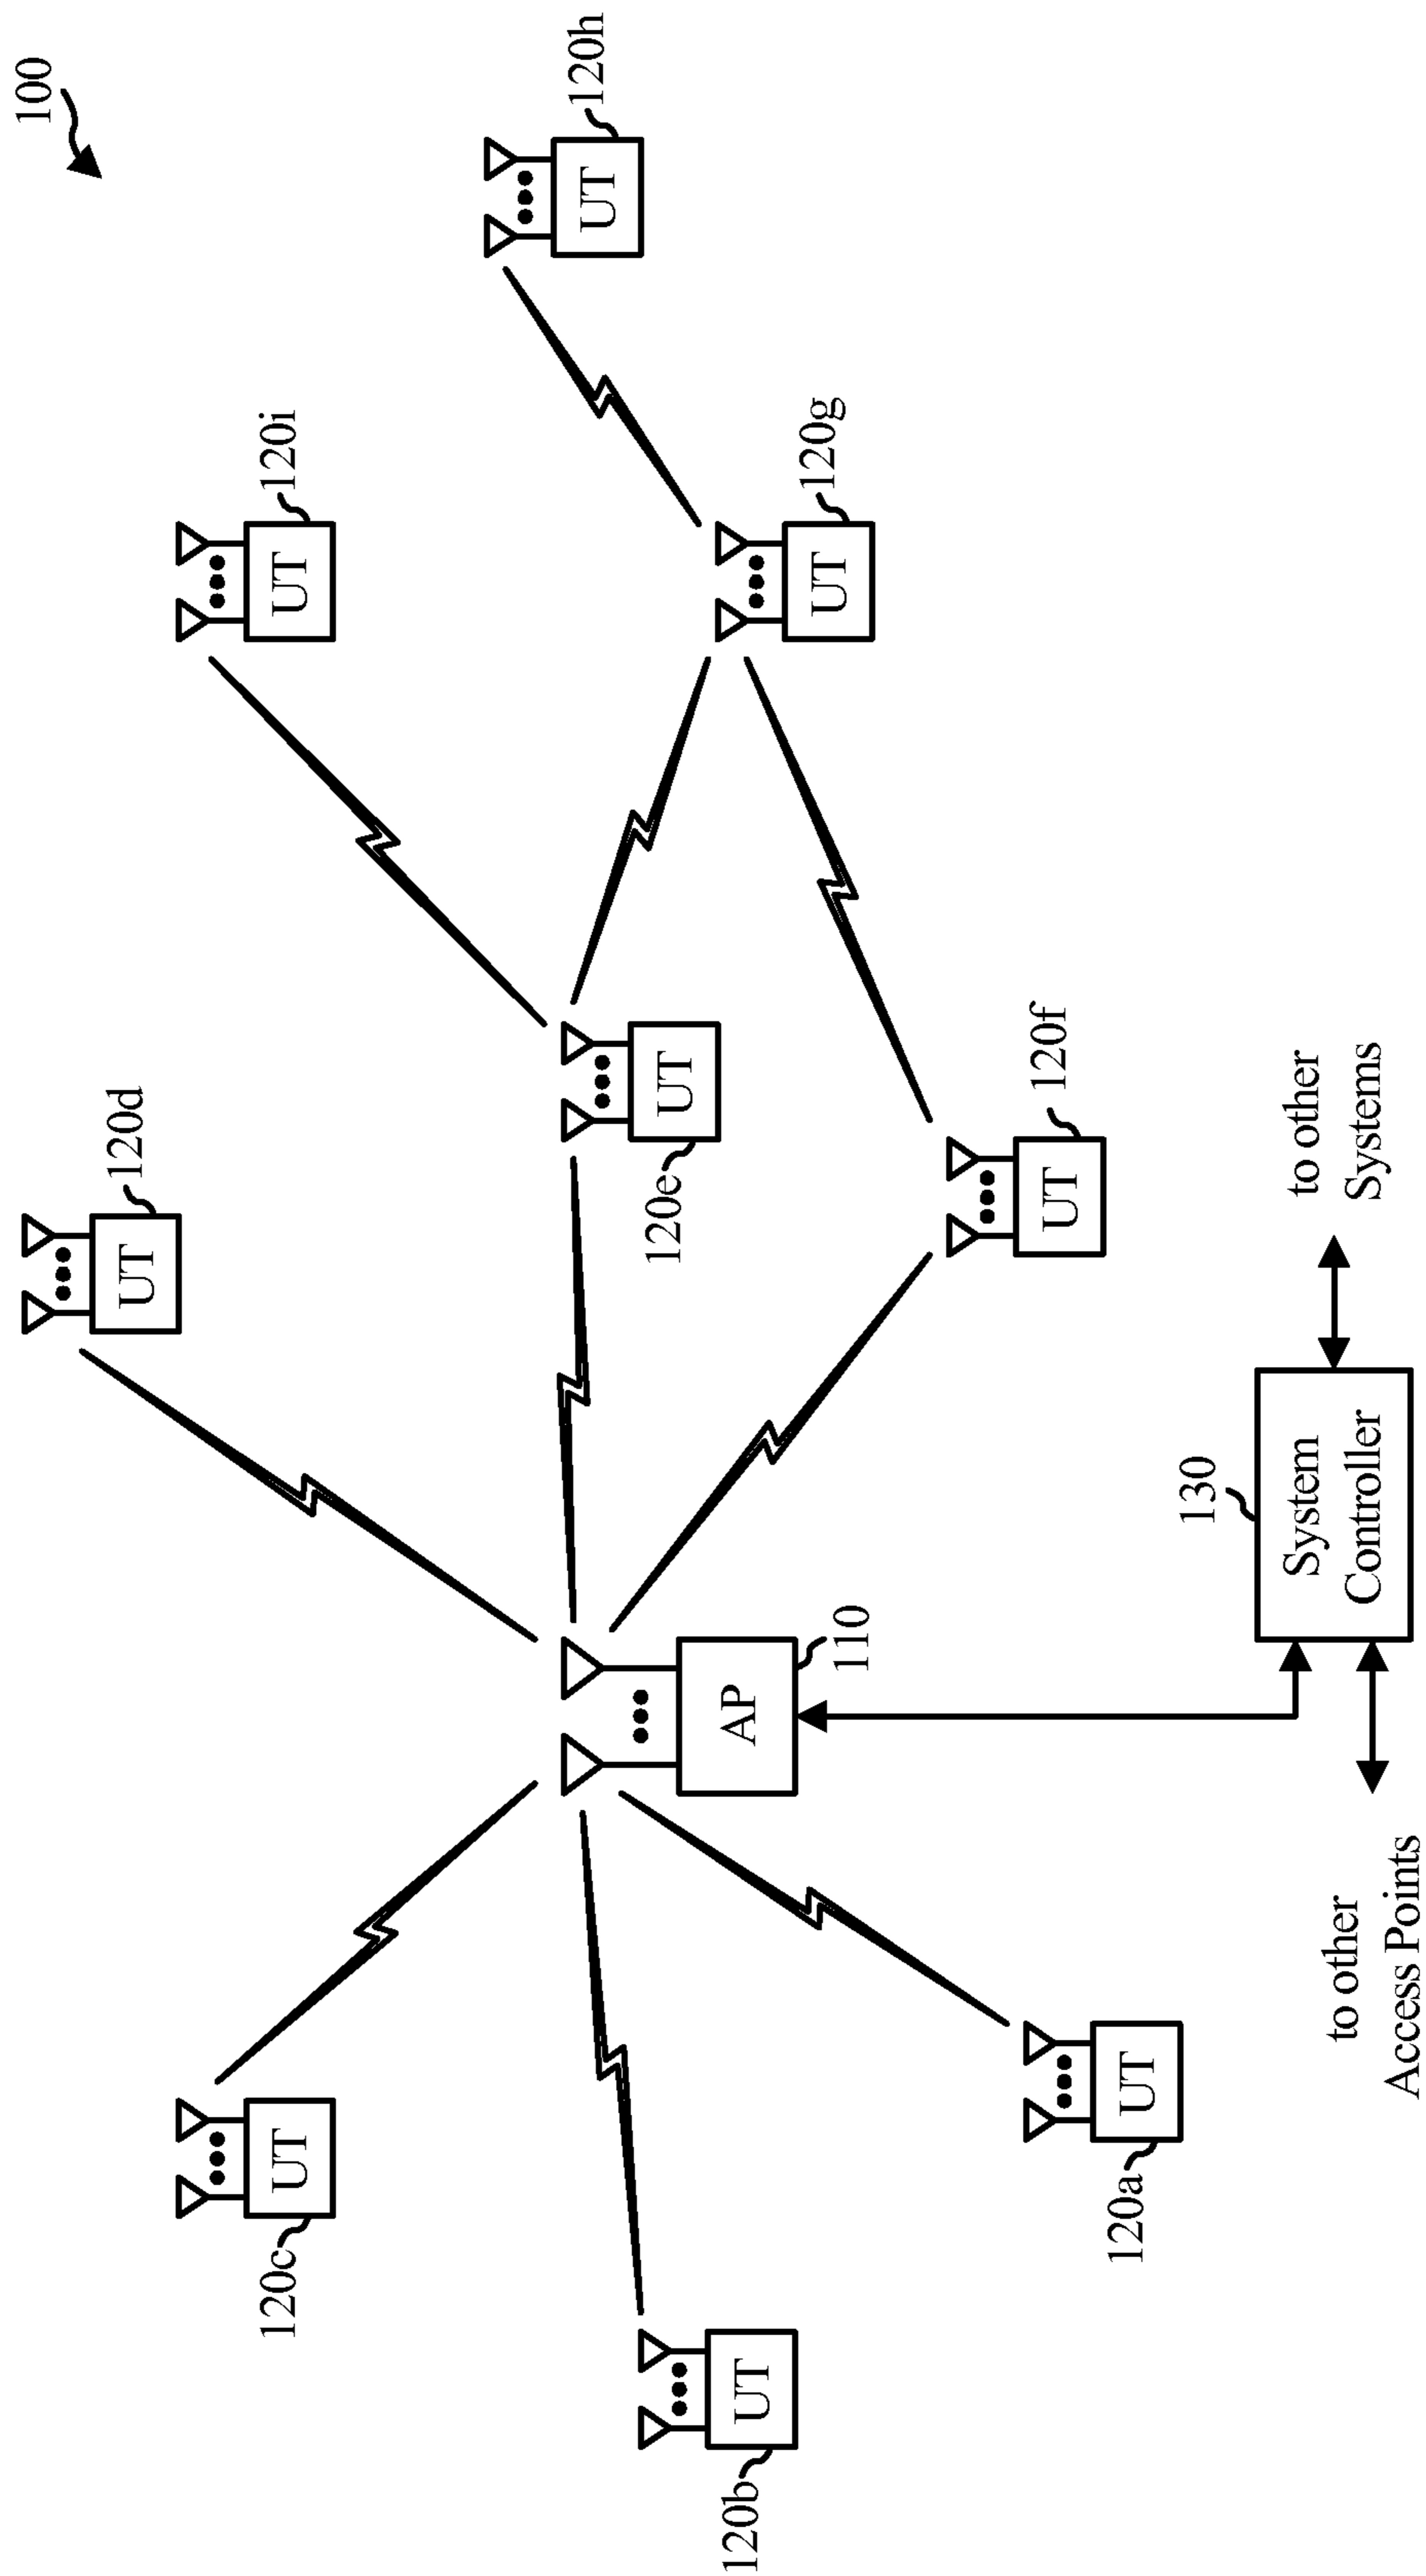 100
120d
UT
120i
UT
120c
UT
120h
UT
120e
UT
120b
UT
AP
110
120g
UT
120f
UT
120a
UT
130
System
Controller
to other
Systems
to other
Access Points